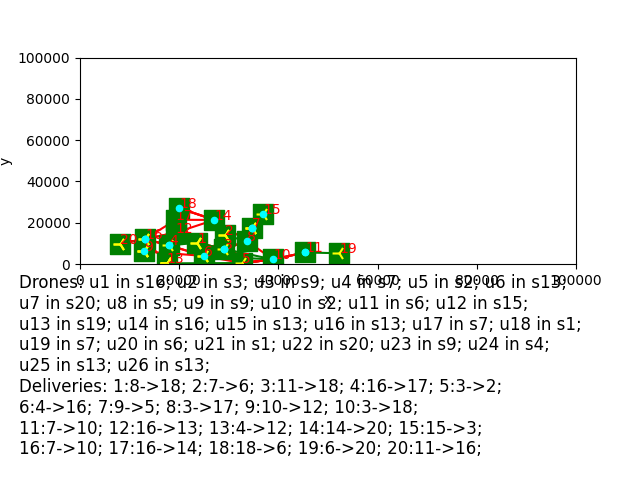 100000
80000
60000
40000
20000
0
y
0 20000 40000 60000 80000 100000
x
Drones: u1 in s16; u2 in s3; u3 in s9; u4 in s7; u5 in s2; u6 in s13;
u7 in s20; u8 in s5; u9 in s9; u10 in s2; u11 in s6; u12 in s15;
u13 in s19; u14 in s16; u15 in s13; u16 in s13; u17 in s7; u18 in s1;
u19 in s7; u20 in s6; u21 in s1; u22 in s20; u23 in s9; u24 in s4;
u25 in s13; u26 in s13;
Deliveries: 1:8->18; 2:7->6; 3:11->18; 4:16->17; 5:3->2;
6:4->16; 7:9->5; 8:3->17; 9:10->12; 10:3->18;
11:7->10; 12:16->13; 13:4->12; 14:14->20; 15:15->3;
16:7->10; 17:16->14; 18:18->6; 19:6->20; 20:11->16;